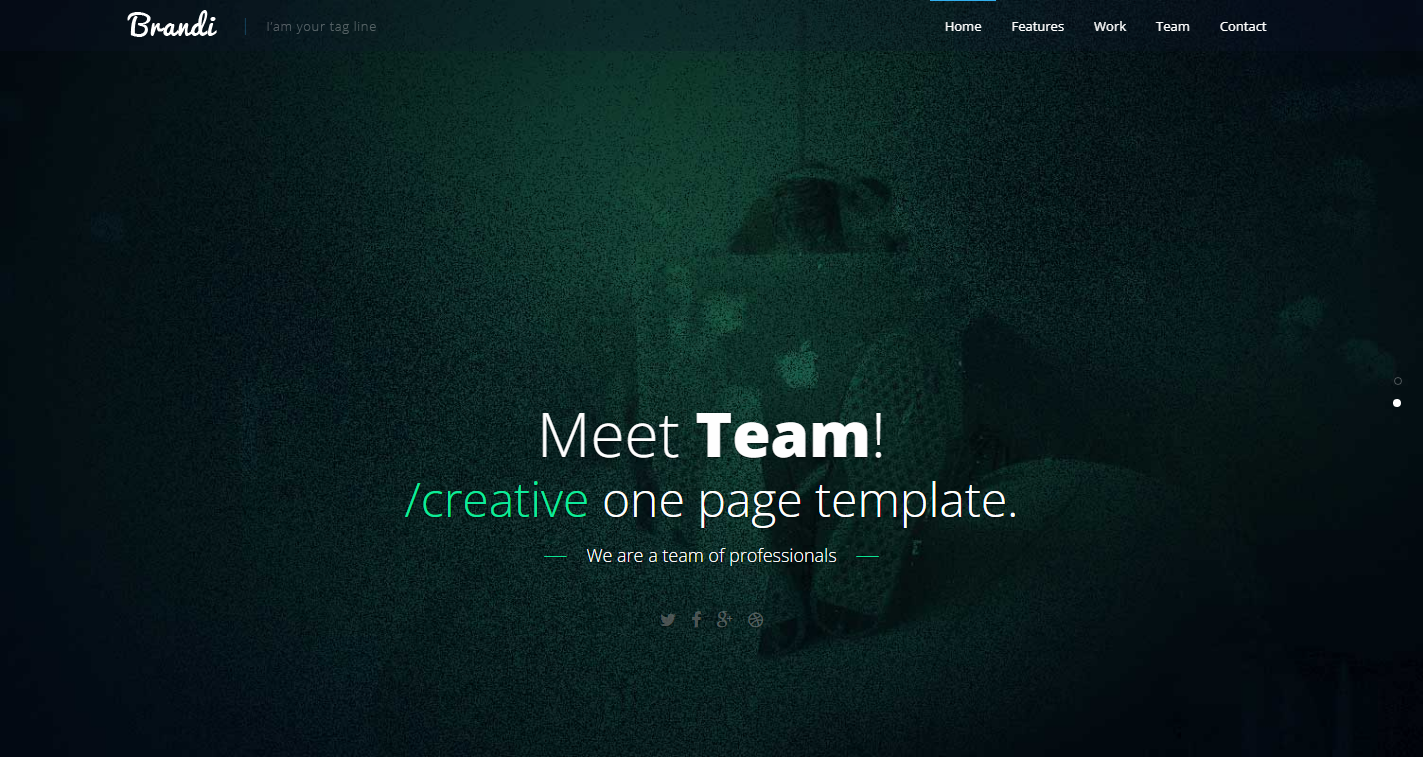 Brandi
I'am your tag line
Home Features Work Team Contact
Meet Team!
/creative one page template.
We are a team of professionals